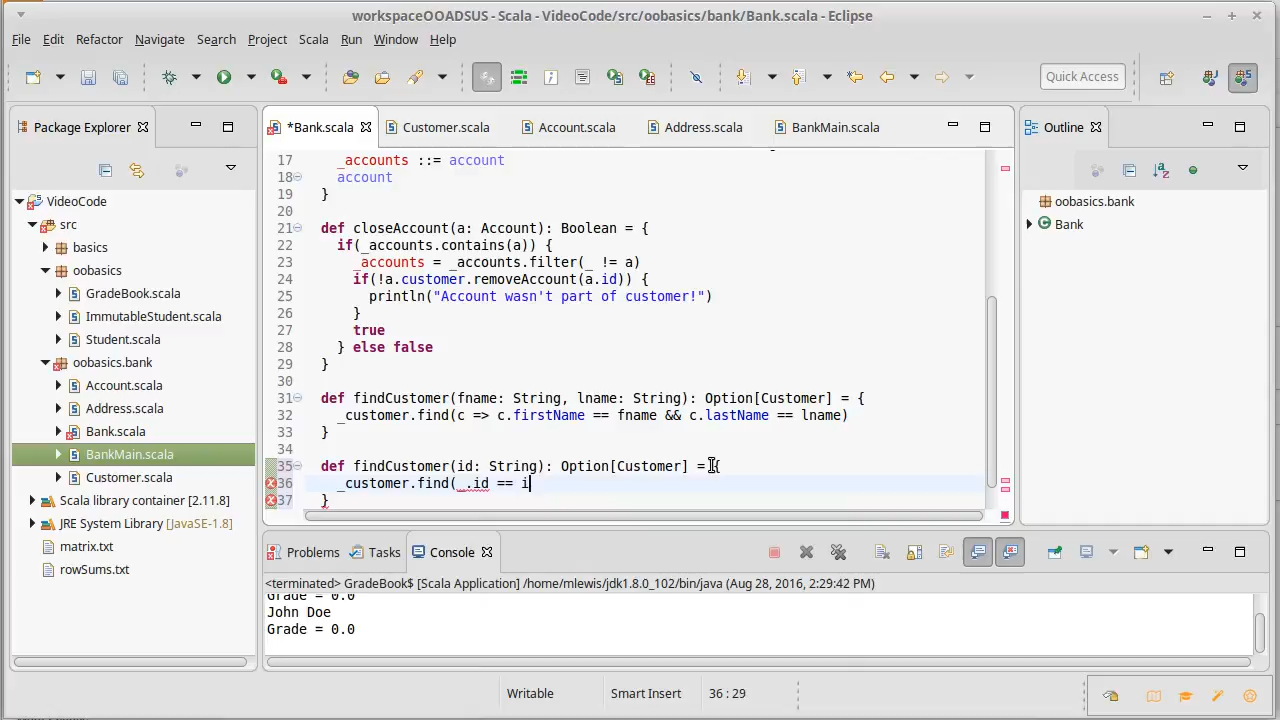 workspaceOOADSUS - Scala - VideoCode/src/oobasics/bank/Bank.scala - Eclipse
File Edit Refactor Navigate Search Project Scala Run Window Help
Quick Access
Package Explorer
*Bank.scala Customer.scala Account.scala Address.scala BankMain.scala
Outline
VideoCode
src
basics
oobasics
GradeBook.scala
ImmutableStudent.scala
Student.scala
oobasics.bank
Account.scala
Address.scala
Bank.scala
BankMain.scala
Customer.scala
Scala library container [2.11.8]
JRE System Library [JavaSE-1.8]
matrix.txt
rowSums.txt
17 _accounts ::= account
18 account
19 }
20
21 def closeAccount(a: Account): Boolean = {
22 if(_accounts.contains(a)) {
23 _accounts = _accounts.filter(_ != a)
24 if(!a.customer.removeAccount(a.id)) {
25 println("Account wasn't part of customer!")
26 }
27 true
28 } else false
29 }
30
31 def findCustomer(fname: String, lname: String): Option[Customer] = {
32 _customer.find(c => c.firstName == fname && c.lastName == lname)
33 }
34
35 def findCustomer(id: String): Option[Customer] = {
36 _customer.find(_.id == i
37 }
oobasics.bank
Bank
Problems Tasks Console
<terminated> GradeBook$ [Scala Application] /home/mlewis/jdk1.8.0_102/bin/java (Aug 28, 2016, 2:29:42 PM)
Grade = 0.0
John Doe
Grade = 0.0
Writable Smart Insert 36 : 29